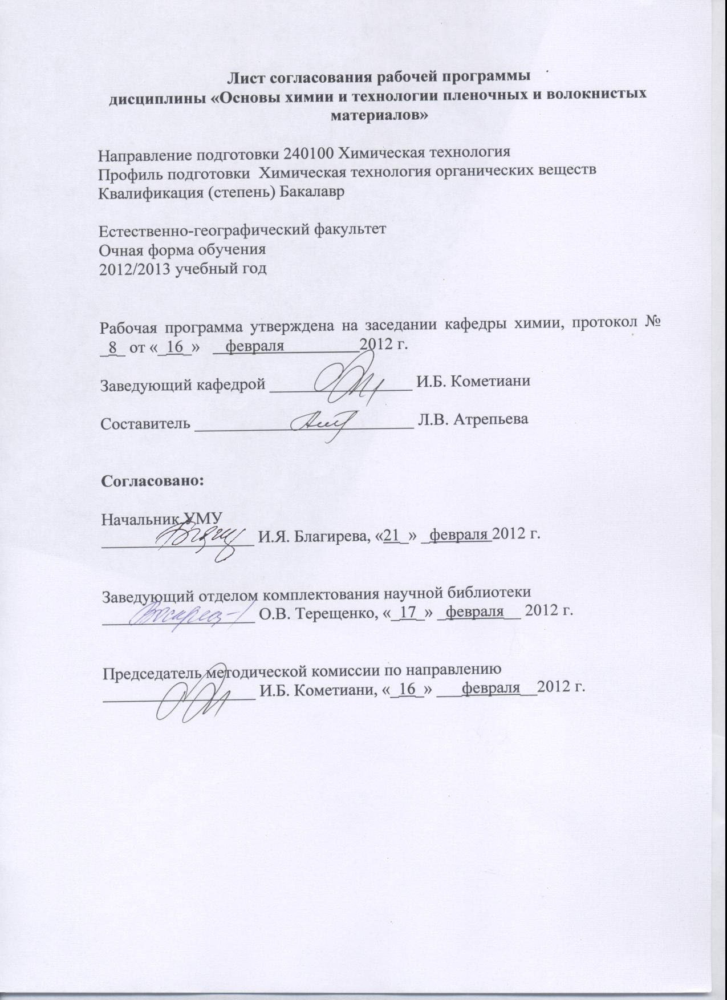 Лист согласования рабочей программы
дисциплины «Основы химии и технологии пленочных и волокнистых
материалов»
Направление подготовки 240100 Химическая технология
Профиль подготовки Химическая технология органических веществ
Квалификация (степень) Бакалавр
Естественно-географический факультет
Очная форма обучения
2012/2013 учебный год
Рабочая программа утверждена на заседании кафедры химии, протокол №
_8_ от «_16_» __февраля_________2012 г.
Заведующий кафедрой _________________ И.Б. Кометиани
Составитель __________________________ Л.В. Атрепьева
Согласовано:
Начальник УМУ
__________________ И.Я. Благирева, «21_» _февраля 2012 г.
Заведующий отделом комплектования научной библиотеки
__________________ О.В. Терещенко, «_17_» _февраля__ 2012 г.
Председатель методической комиссии по направлению
__________________ И.Б. Кометиани, «_16_» ___февраля__2012 г.